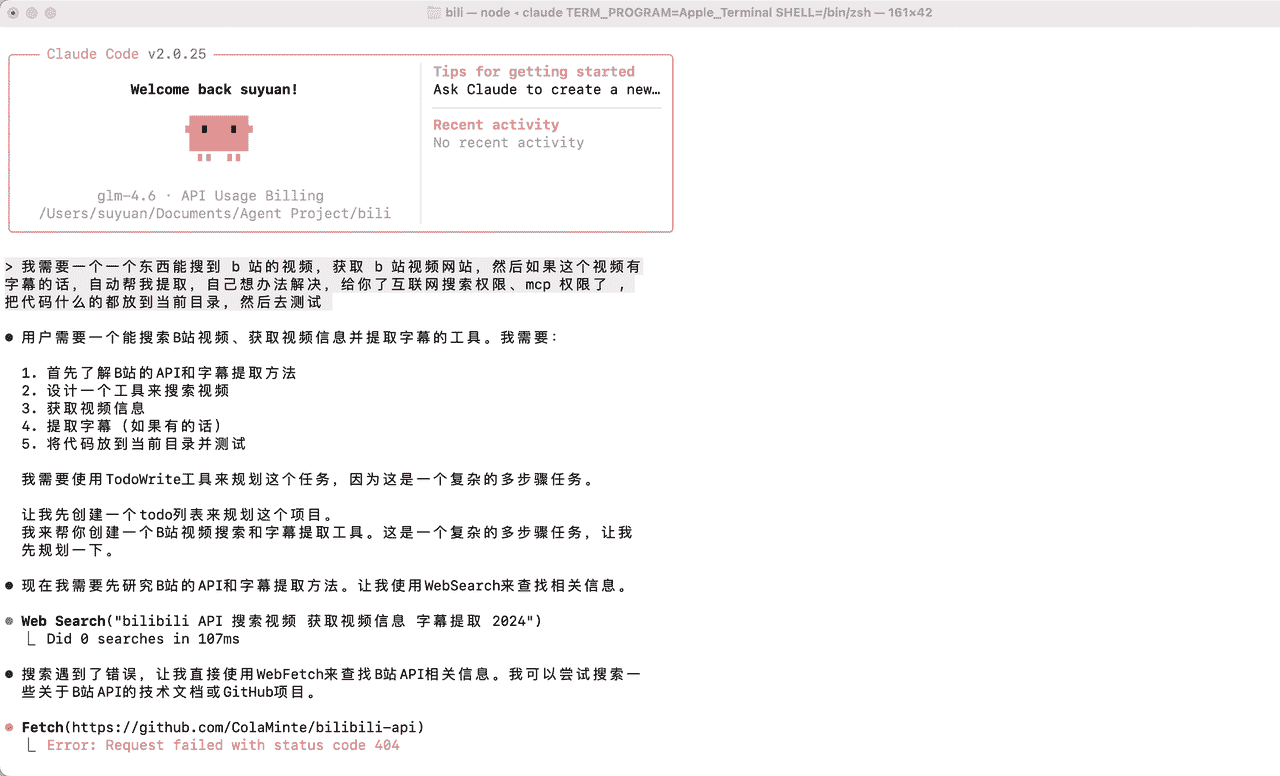 bili — node ◂ claude TERM_PROGRAM=Apple_Terminal SHELL=/bin/zsh — 161×42
Claude Code v2.0.25
Welcome back suyuan!
glm-4.6 · API Usage Billing
/Users/suyuan/Documents/Agent Project/bili
Tips for getting started
Ask Claude to create a new…
Recent activity
No recent activity
> 我需要一个一个东西能搜到 b 站的视频，获取 b 站视频网站，然后如果这个视频有
字幕的话，自动帮我提取，自己想办法解决，给你了互联网搜索权限、mcp 权限了 ，
把代码什么的都放到当前目录，然后去测试
● 用户需要一个能搜索B站视频、获取视频信息并提取字幕的工具。我需要：
1. 首先了解B站的API和字幕提取方法
2. 设计一个工具来搜索视频
3. 获取视频信息
4. 提取字幕（如果有的话）
5. 将代码放到当前目录并测试
我需要使用TodoWrite工具来规划这个任务，因为这是一个复杂的多步骤任务。
让我先创建一个todo列表来规划这个项目。
我来帮你创建一个B站视频搜索和字幕提取工具。这是一个复杂的多步骤任务，让我
先规划一下。
● 现在我需要先研究B站的API和字幕提取方法。让我使用WebSearch来查找相关信息。
● Web Search("bilibili API 搜索视频 获取视频信息 字幕提取 2024")
⎿ Did 0 searches in 107ms
● 搜索遇到了错误，让我直接使用WebFetch来查找B站API相关信息。我可以尝试搜索一
些关于B站API的技术文档或GitHub项目。
● Fetch(https://github.com/ColaMinte/bilibili-api)
⎿ Error: Request failed with status code 404